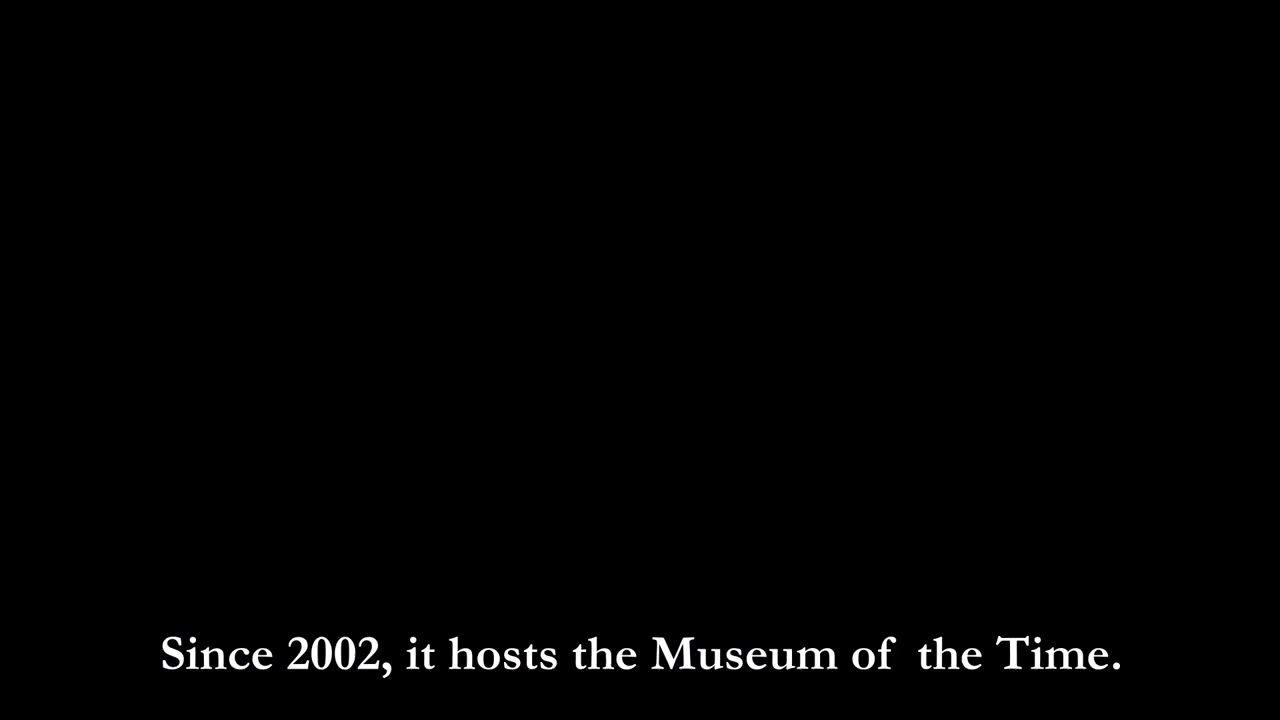 Since 2002, it hosts the Museum of  the Time.